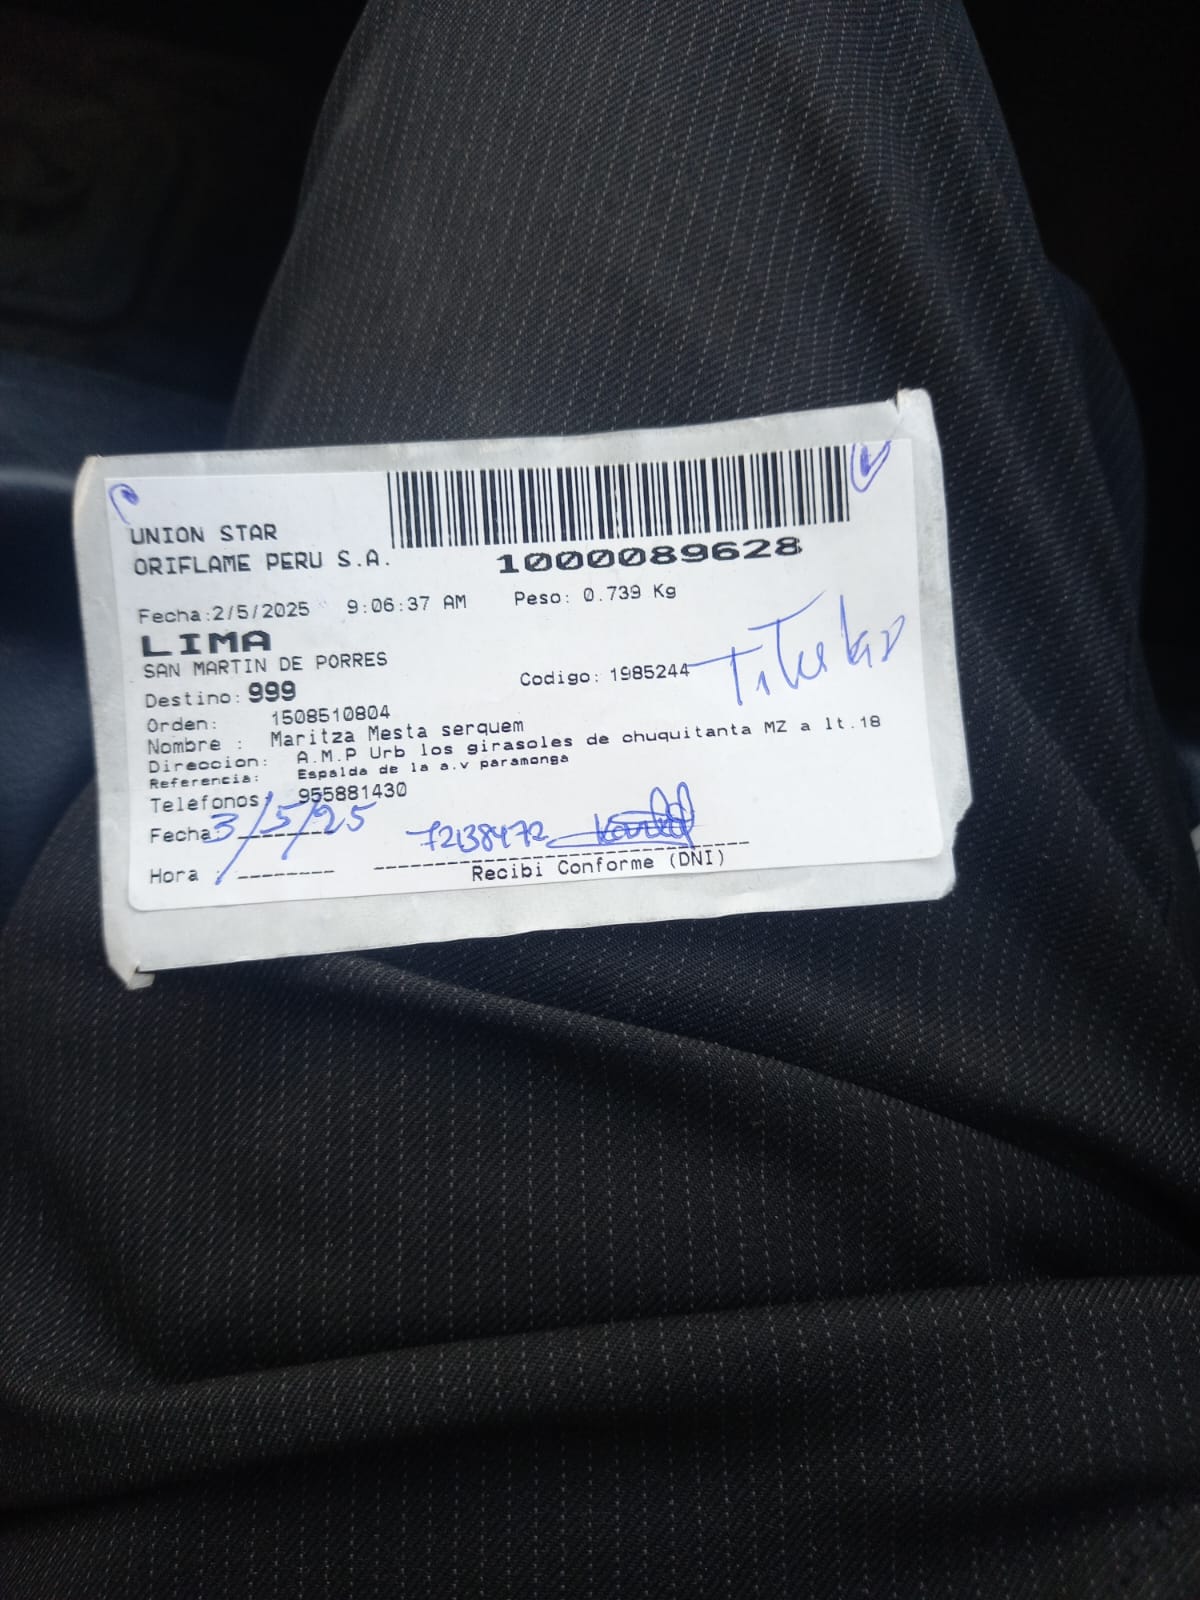 UNION STAR
ORIFLAME PERU S.A.
1000089628
Fecha:2/5/2025 9:06:37 AM Peso: 0.739 Kg
LIMA
SAN MARTIN DE PORRES
Destino: 999 Codigo: 1985244 Titular
Orden: 1508510804
Nombre : Maritza Mesta serquem
Direccion: A.M.P Urb los girasoles de chuquitanta MZ a lt.18
Referencia: Espalda de la a.v paramonga
Telefonos: 955881430
Fecha: 3/5/25 72138472
Hora : --------
Recibi Conforme (DNI)